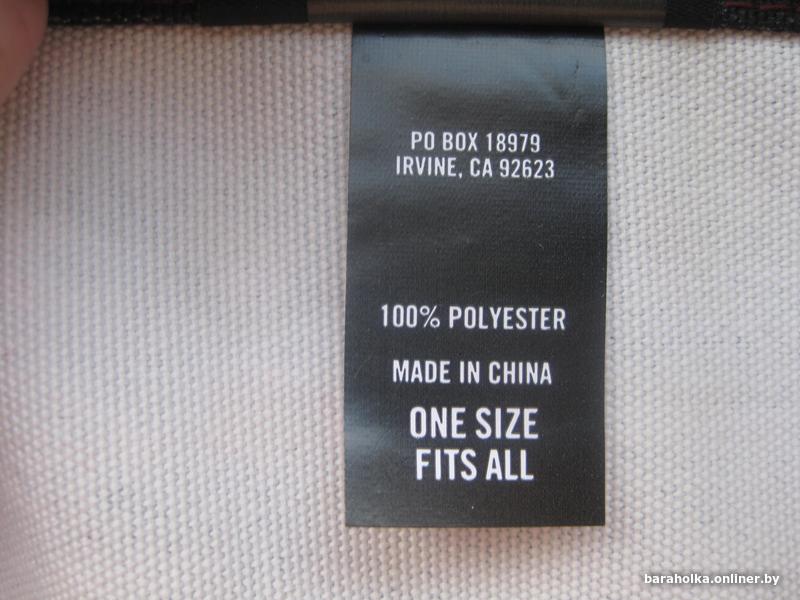 PO BOX 18979
IRVINE, CA 92623
100% POLYESTER
MADE IN CHINA
ONE SIZE
FITS ALL
baraholka.onliner.by